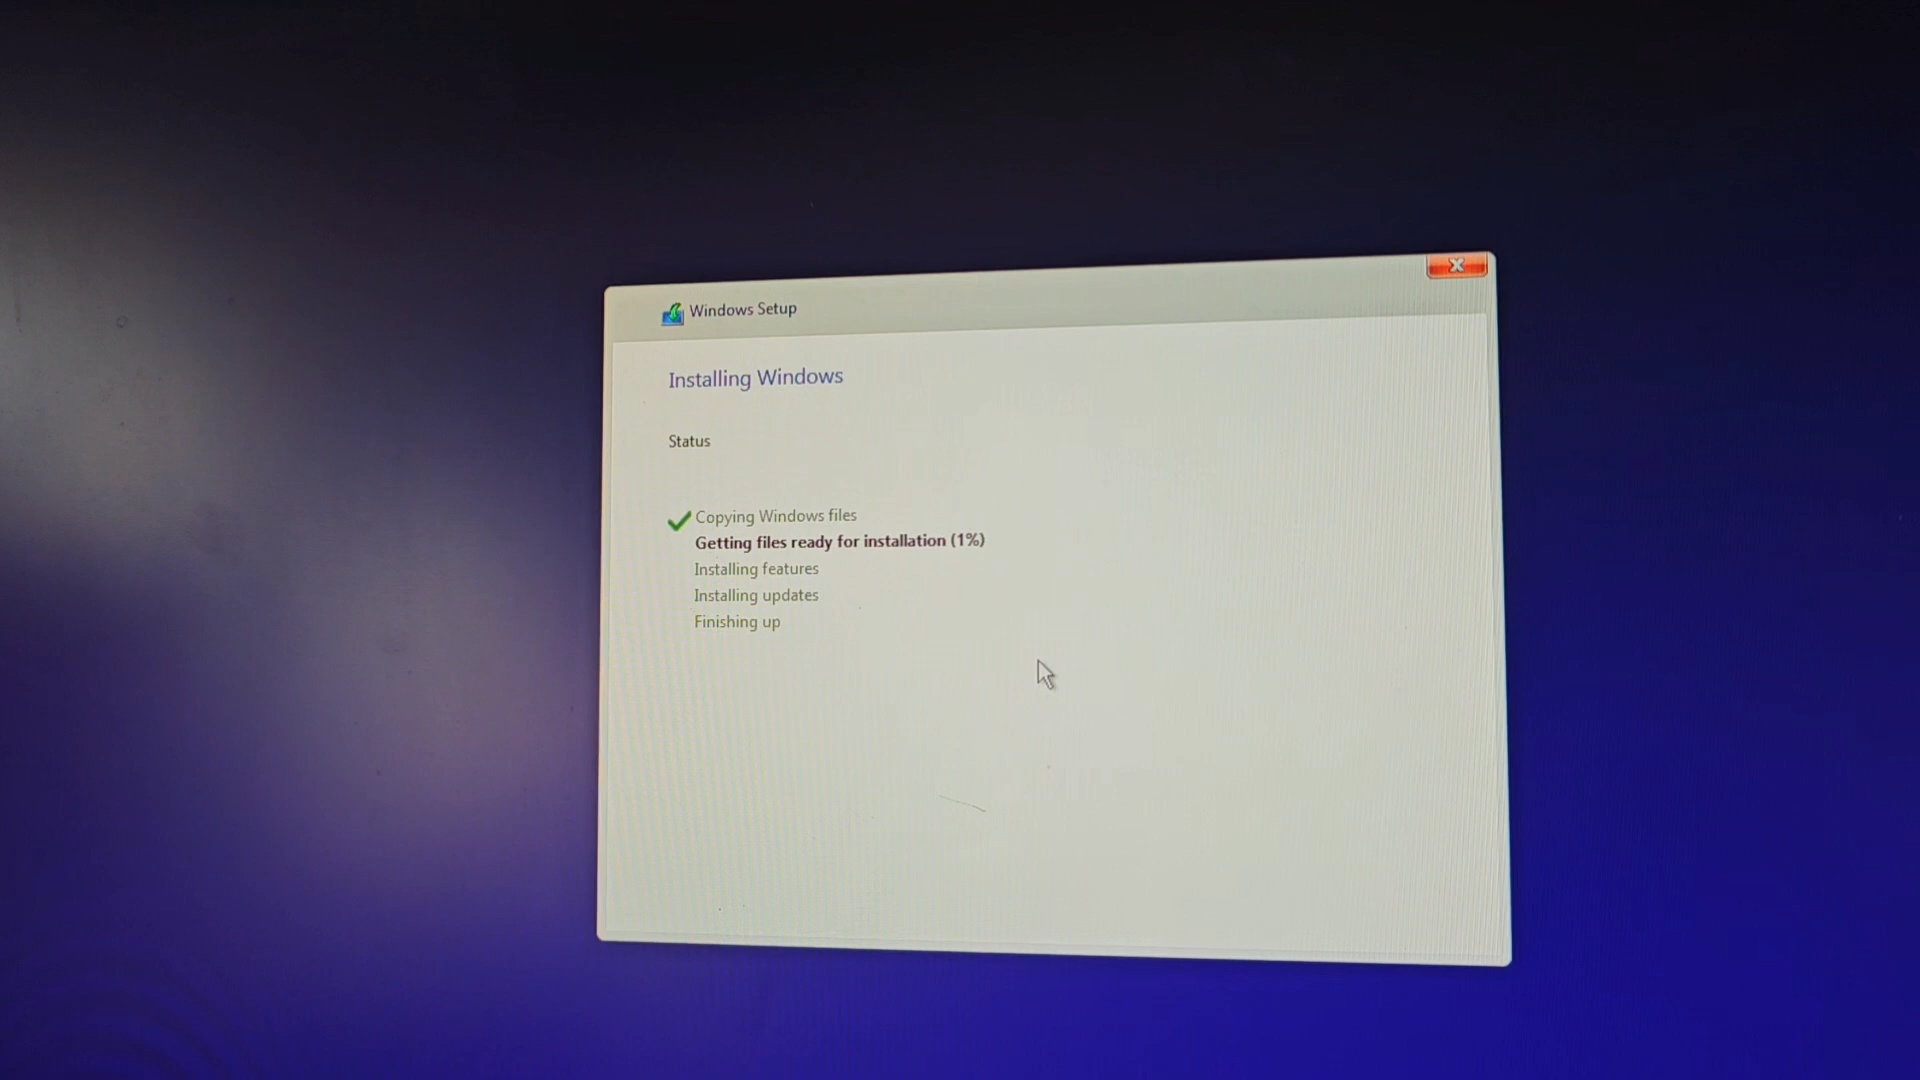 Windows Setup
Installing Windows
Status
Copying Windows files
Getting files ready for installation (1%)
Installing features
Installing updates
Finishing up